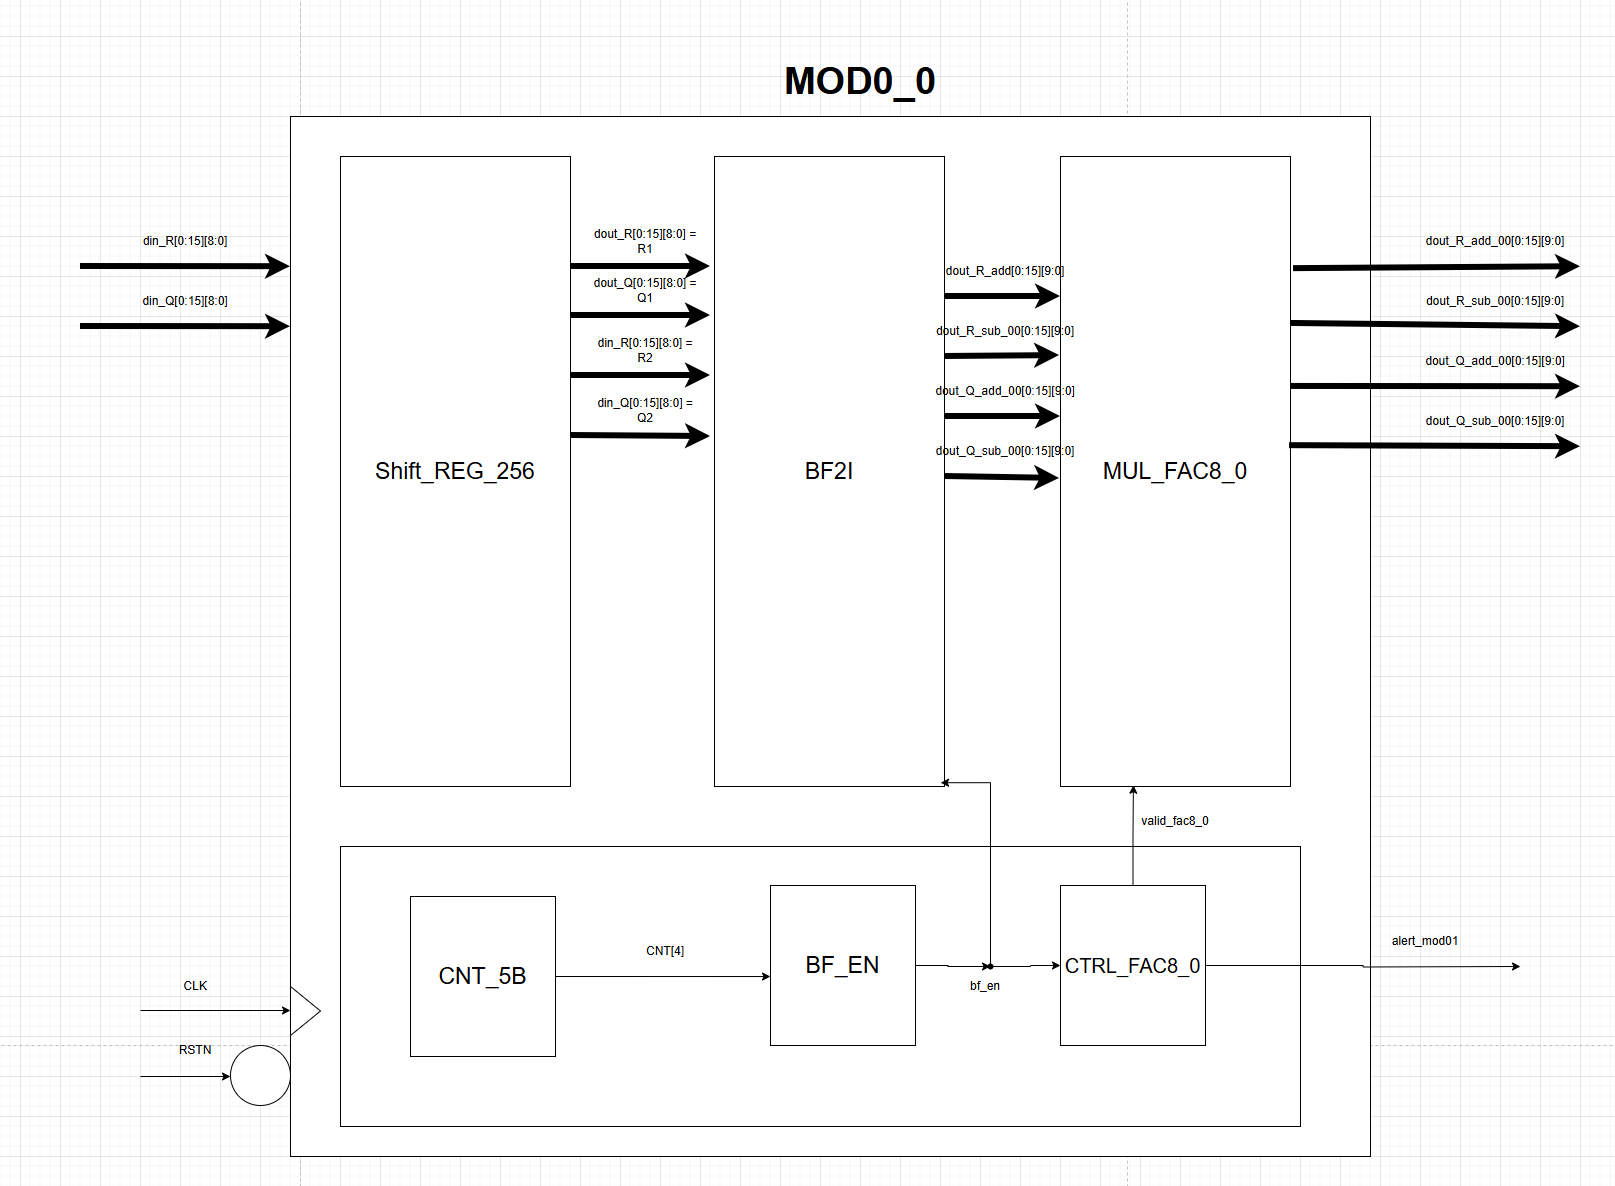 MOD0_0
din_R[0:15][8:0]
din_Q[0:15][8:0]
dout_R[0:15][8:0] =
R1
dout_Q[0:15][8:0] =
Q1
din_R[0:15][8:0] =
R2
din_Q[0:15][8:0] =
Q2
Shift_REG_256
BF2I
dout_R_add[0:15][9:0]
dout_R_sub_00[0:15][9:0]
dout_Q_add_00[0:15][9:0]
dout_Q_sub_00[0:15][9:0]
MUL_FAC8_0
dout_R_add_00[0:15][9:0]
dout_R_sub_00[0:15][9:0]
dout_Q_add_00[0:15][9:0]
dout_Q_sub_00[0:15][9:0]
valid_fac8_0
CNT_5B
CNT[4]
BF_EN
bf_en
CTRL_FAC8_0
alert_mod01
CLK
RSTN